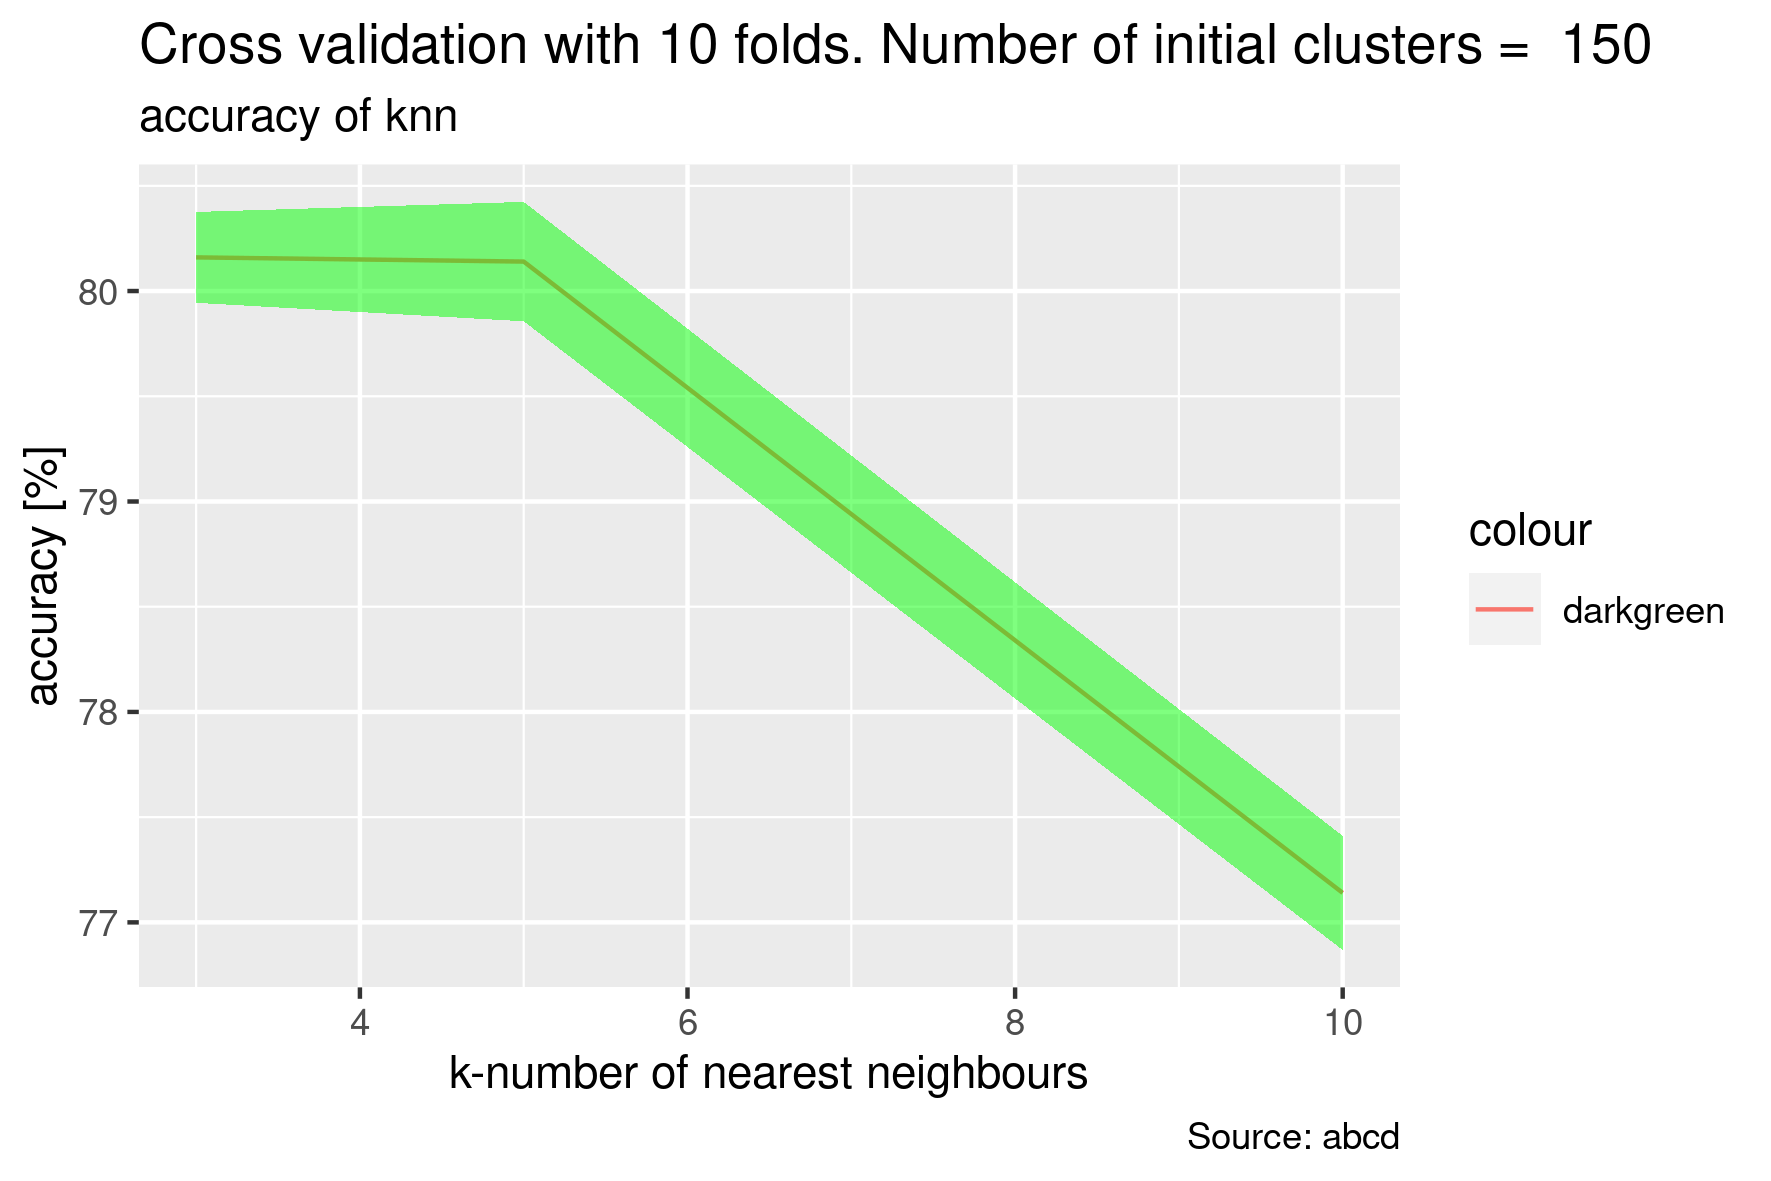 Cross validation with 10 folds. Number of initial clusters =  150
accuracy of knn
accuracy [%]
80
79
78
77
4
6
8
10
k-number of nearest neighbours
colour
darkgreen
Source: abcd